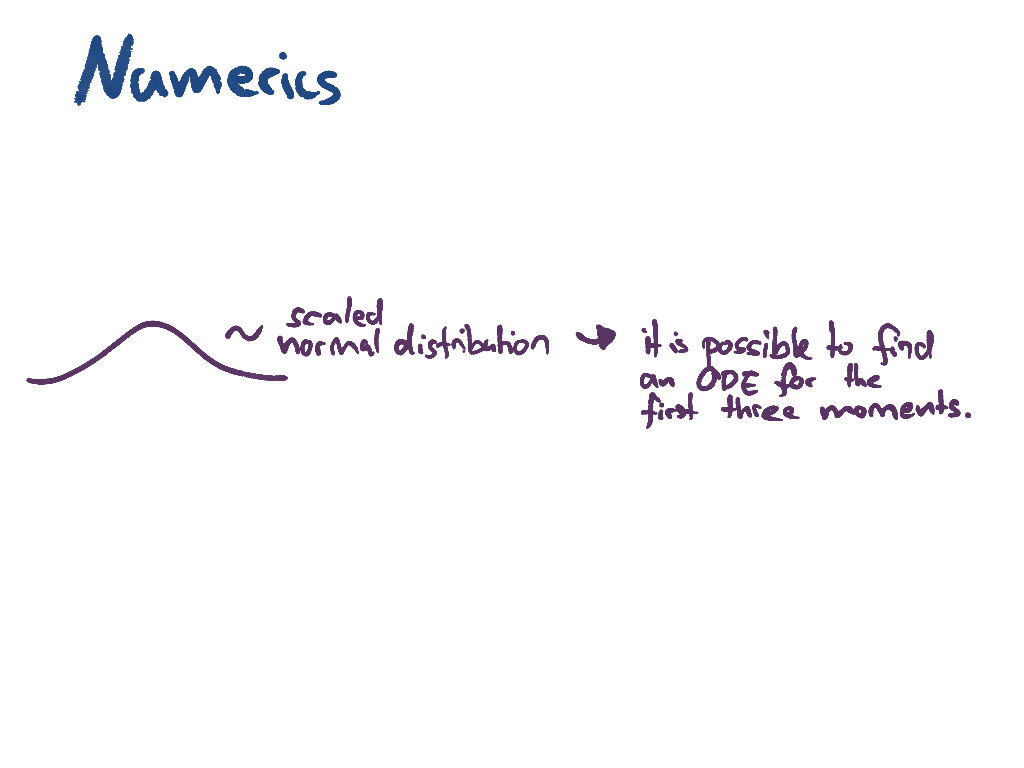 Numerics
~ scaled
normal distribution → it is possible to find
an ODE for the
first three moments.